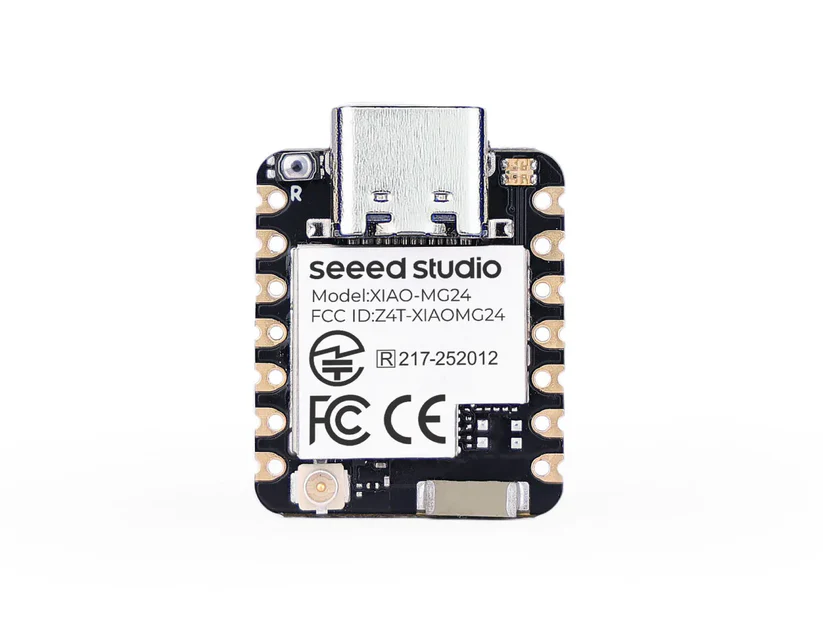 R
seeed studio
Model:XIAO-MG24
FCC ID:Z4T-XIAOMG24
R 217-252012
FC CE